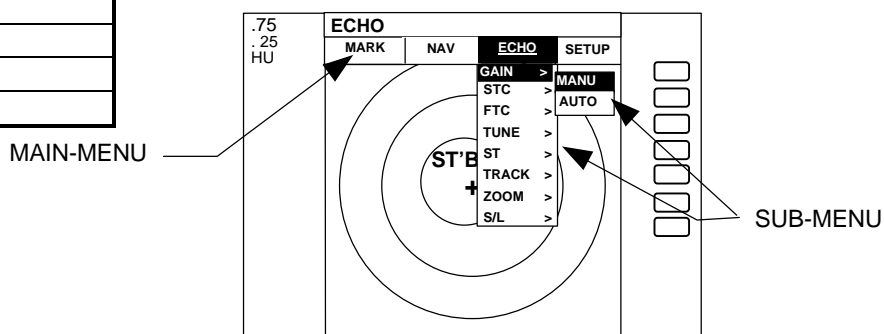 .75
. 25
HU
ECHO
MARK NAV ECHO SETUP
GAIN >
STC >
FTC >
TUNE >
ST >
TRACK >
ZOOM >
S/L >
MANU
AUTO
ST'B
+
MAIN-MENU
SUB-MENU